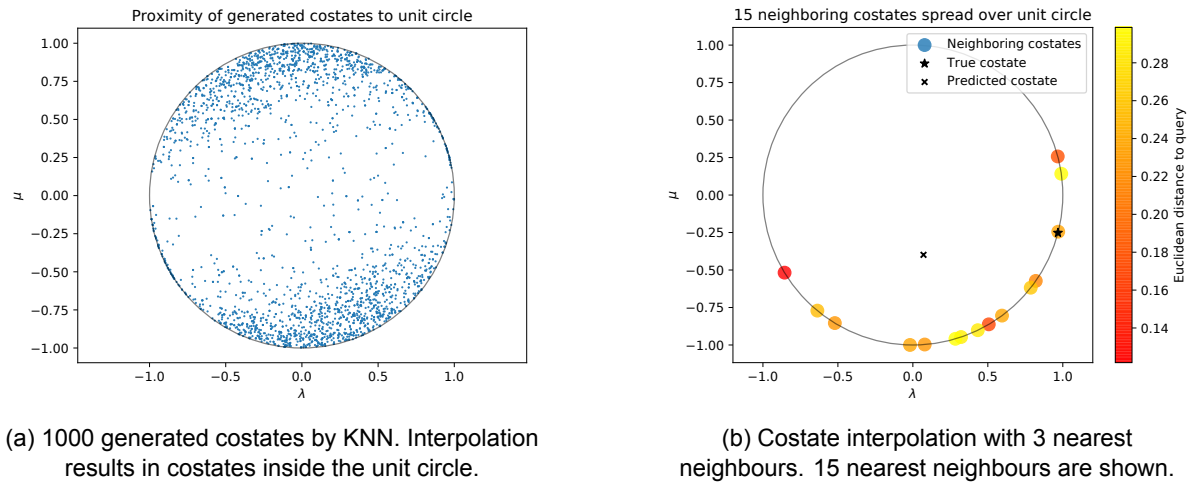 Proximity of generated costates to unit circle
1.00
0.75
0.50
0.25
0.00
−0.25
−0.50
−0.75
−1.00
μ
−1.0
−0.5
0.0
0.5
1.0
λ
(a) 1000 generated costates by KNN. Interpolation
results in costates inside the unit circle.
15 neighboring costates spread over unit circle
Neighboring costates
True costate
Predicted costate
1.00
0.75
0.50
0.25
0.00
−0.25
−0.50
−0.75
−1.00
μ
−1.0
−0.5
0.0
0.5
1.0
λ
0.28
0.26
0.24
0.22
0.20
0.18
0.16
0.14
Euclidean distance to query
(b) Costate interpolation with 3 nearest
neighbours. 15 nearest neighbours are shown.